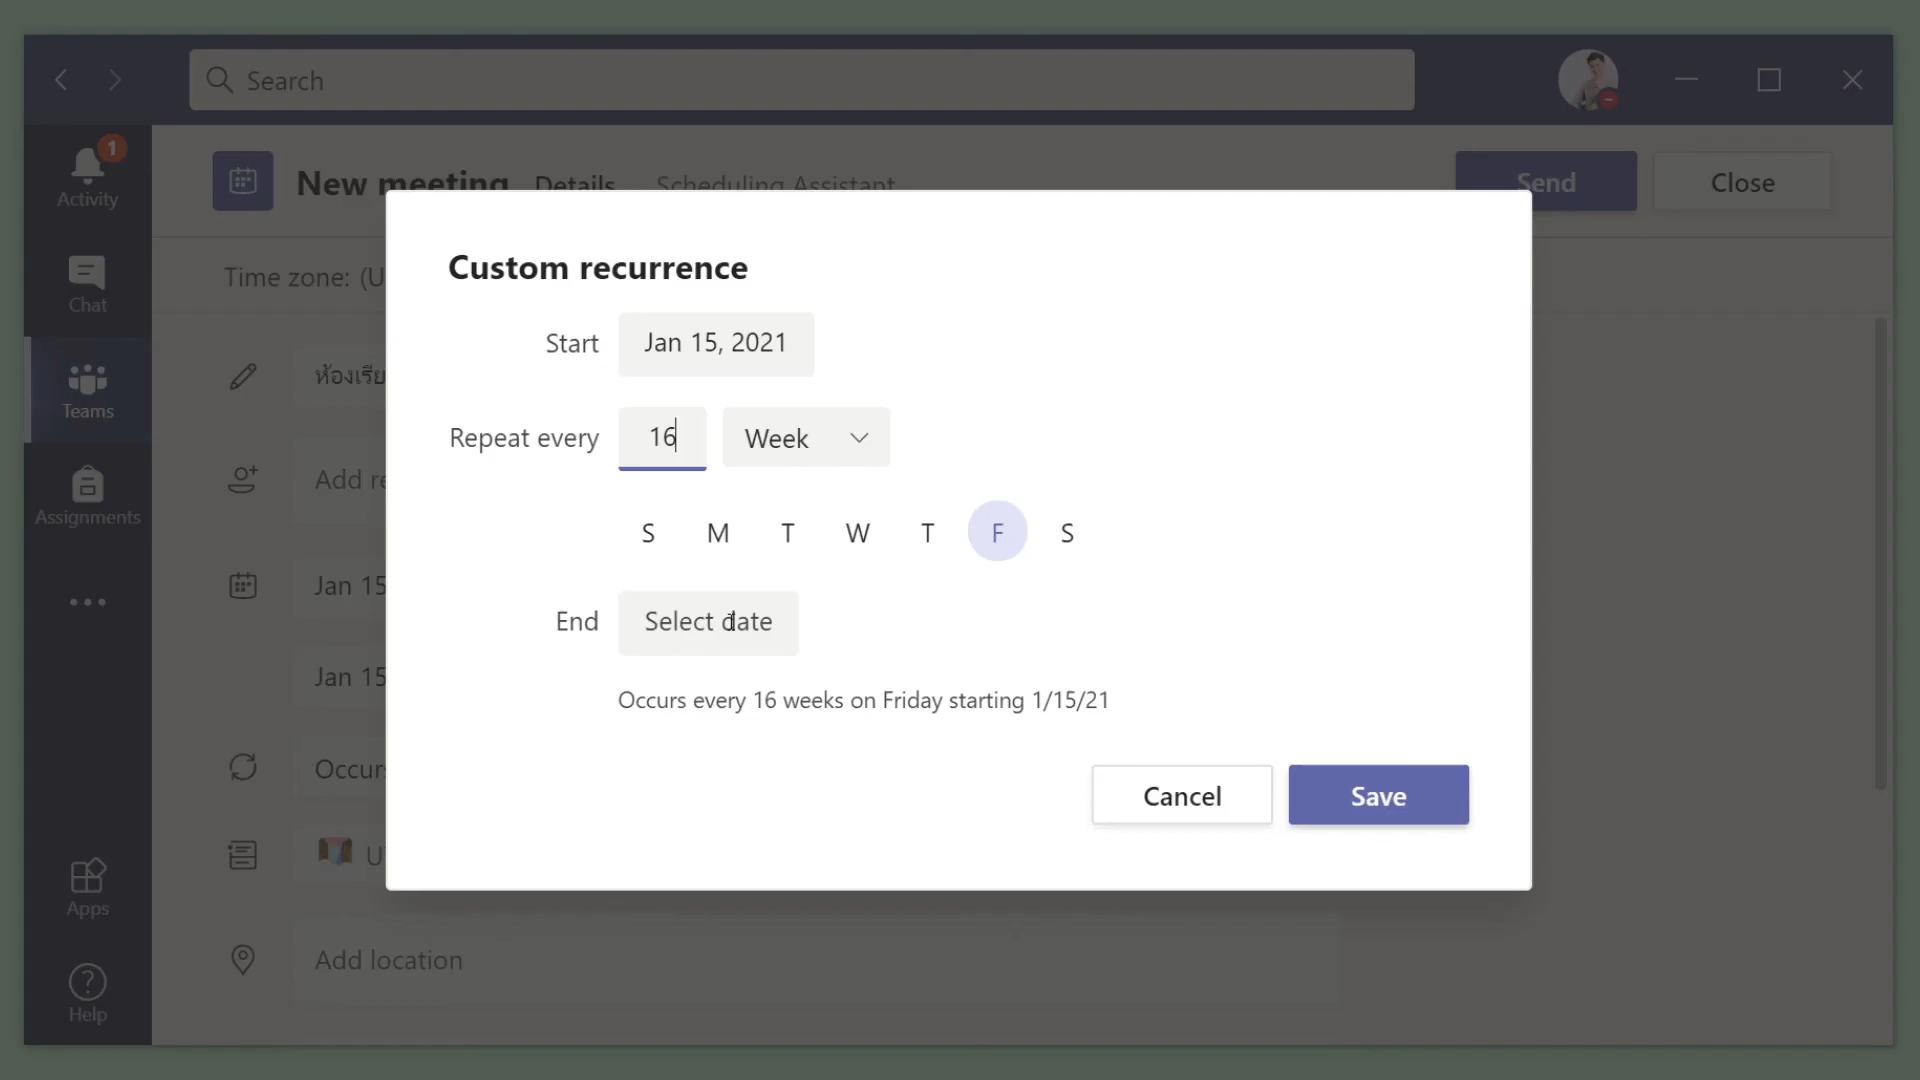 Search
1
Activity
New meeting Details Scheduling Assistant
Send
Close
Chat
Time zone: (U
Custom recurrence
Start Jan 15, 2021
Teams
ห้องเรีย
Repeat every 16 Week
Assignments
Add re
S M T W T F S
Jan 15
End Select date
Jan 15
Occurs every 16 weeks on Friday starting 1/15/21
Occurs
Cancel
Save
U
Apps
Add location
Help